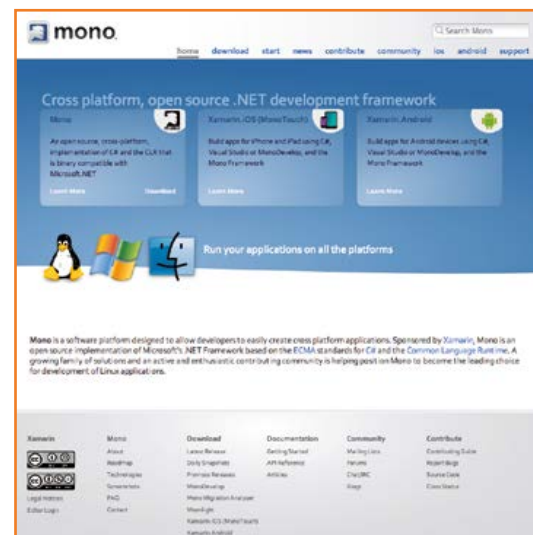 mono
Search Mono
home download start news contribute community ios android support
Cross platform, open source .NET development framework
Mono
An open source, cross-platform,
implementation of C# and the CLR that
is binary compatible with
Microsoft.NET
Learn More Download
Xamarin.iOS (MonoTouch)
Build apps for iPhone and iPad using C#,
Visual Studio or MonoDevelop, and the
Mono Framework
Learn More
Xamarin.Android
Build apps for Android devices using C#,
Visual Studio or MonoDevelop, and the
Mono Framework
Learn More
Run your applications on all the platforms
Mono is a software platform designed to allow developers to easily create cross platform applications. Sponsored by Xamarin, Mono is an
open source implementation of Microsoft's .NET Framework based on the ECMA standards for C# and the Common Language Runtime. A
growing family of solutions and an active and enthusiastic contributing community is helping position Mono to become the leading choice
for development of Linux applications.
Xamarin
Legal Notices
Editor Login
Mono
About
Roadmap
Technologies
Screenshots
FAQ
Contact
Download
Latest Release
Daily Snapshots
Previous Releases
MonoDevelop
Mono Migration Analyzer
Moonlight
Xamarin.iOS (MonoTouch)
Xamarin.Android
Documentation
Getting Started
API Reference
Articles
Community
Mailing Lists
Forums
Chat/IRC
Blogs
Contribute
Contributing Guide
Report Bugs
Source Code
Class Status